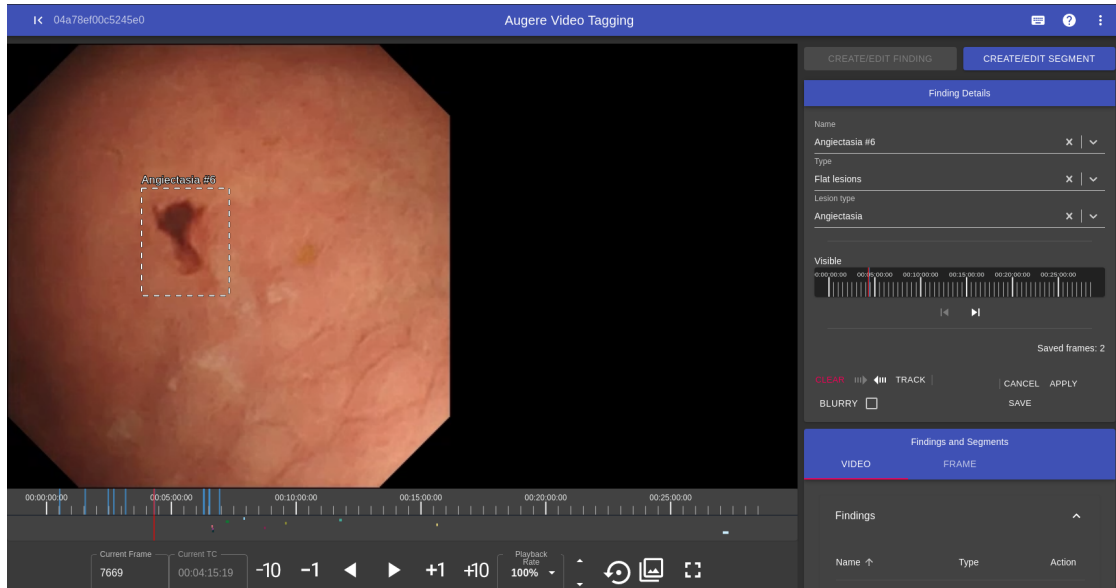 04a78ef00c5245e0
Augere Video Tagging
CREATE/EDIT FINDING
CREATE/EDIT SEGMENT
Finding Details
Name
Angiectasia #6
Type
Flat lesions
Lesion type
Angiectasia
Visible
0:00:00:00 00:05:00:00 00:10:00:00 00:15:00:00 00:20:00:00 00:25:00:00
Saved frames: 2
CLEAR TRACK CANCEL APPLY
BLURRY SAVE
Findings and Segments
VIDEO FRAME
Findings
Name Type Action
Angiectasia #6
00:00:00:00 00:05:00:00 00:10:00:00 00:15:00:00 00:20:00:00 00:25:00:00
Current Frame
7669
Current TC
00:04:15:19
-10 -1 +1 +10
Playback
Rate
100%